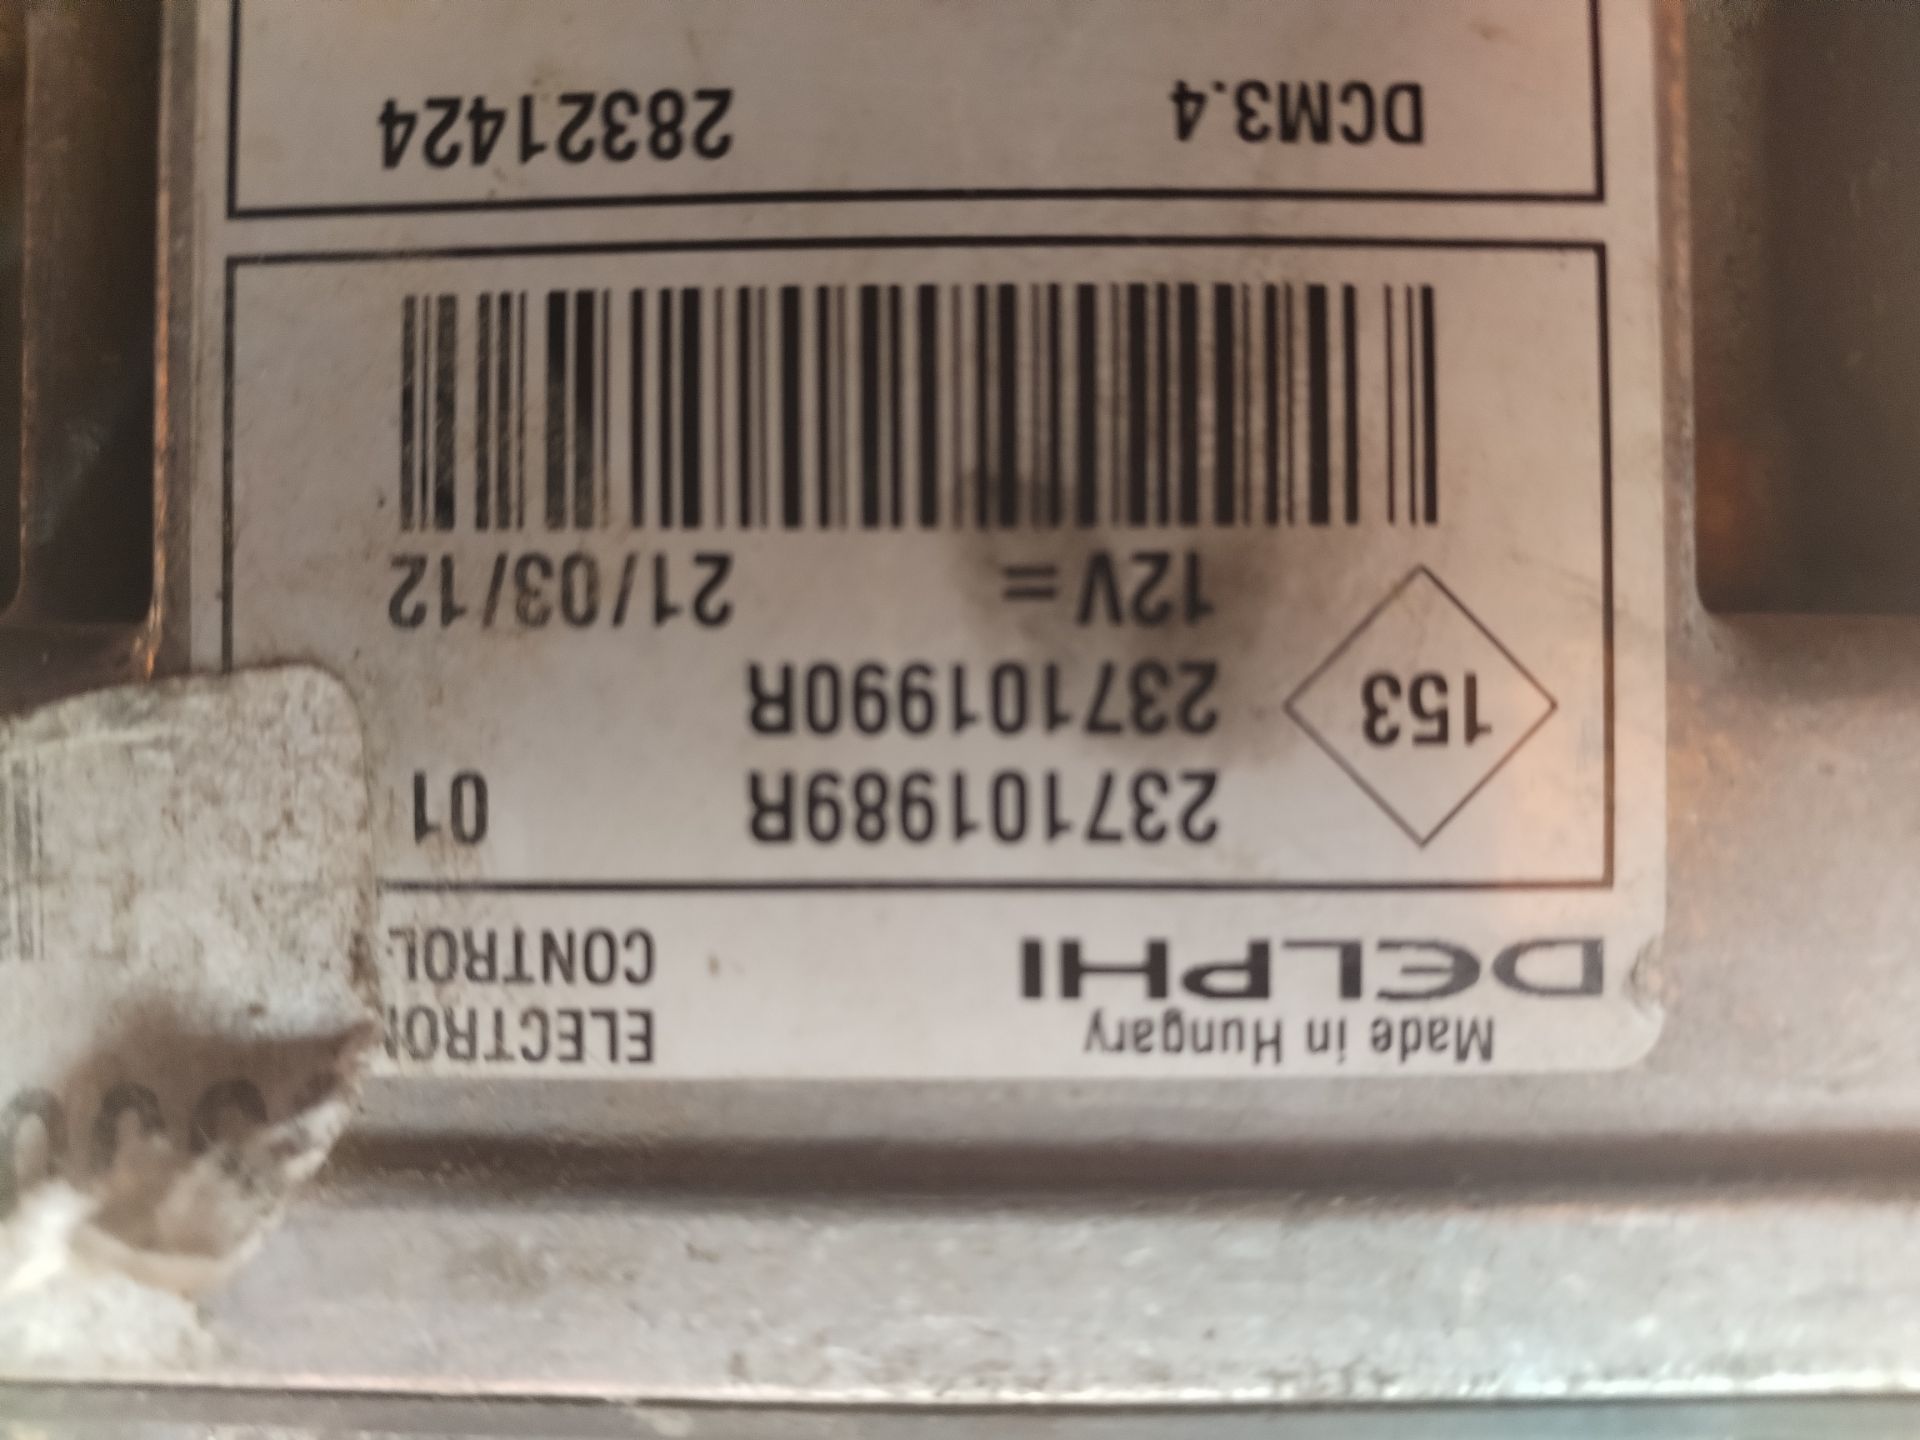 Made in Hungary
DELPHI
ELECTRO
CONTROL
237101989R 01
237101990R
153
12V = 21/03/12
DCM3.4 28321424